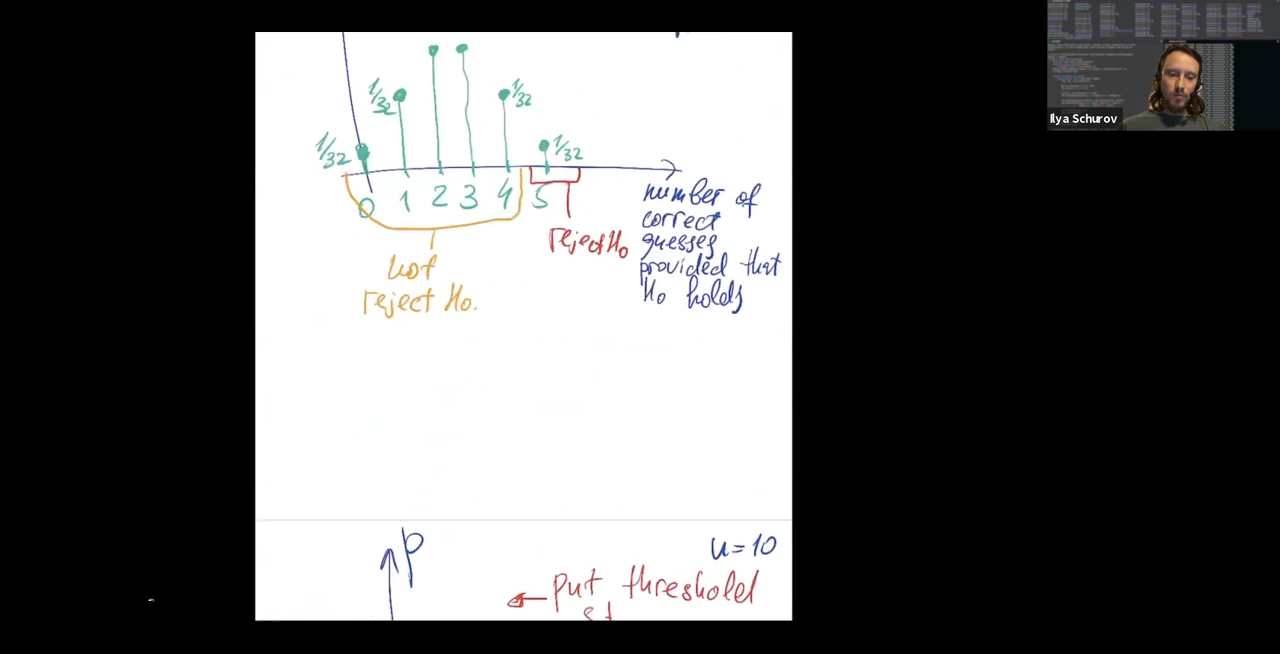 1/32
1/32
1/32
1/32
0 1 2 3 4 5
not
reject H₀.
reject H₀
number of
correct
guesses
provided that
H₀ holds
p
n=10
put threshold
Ilya Schurov